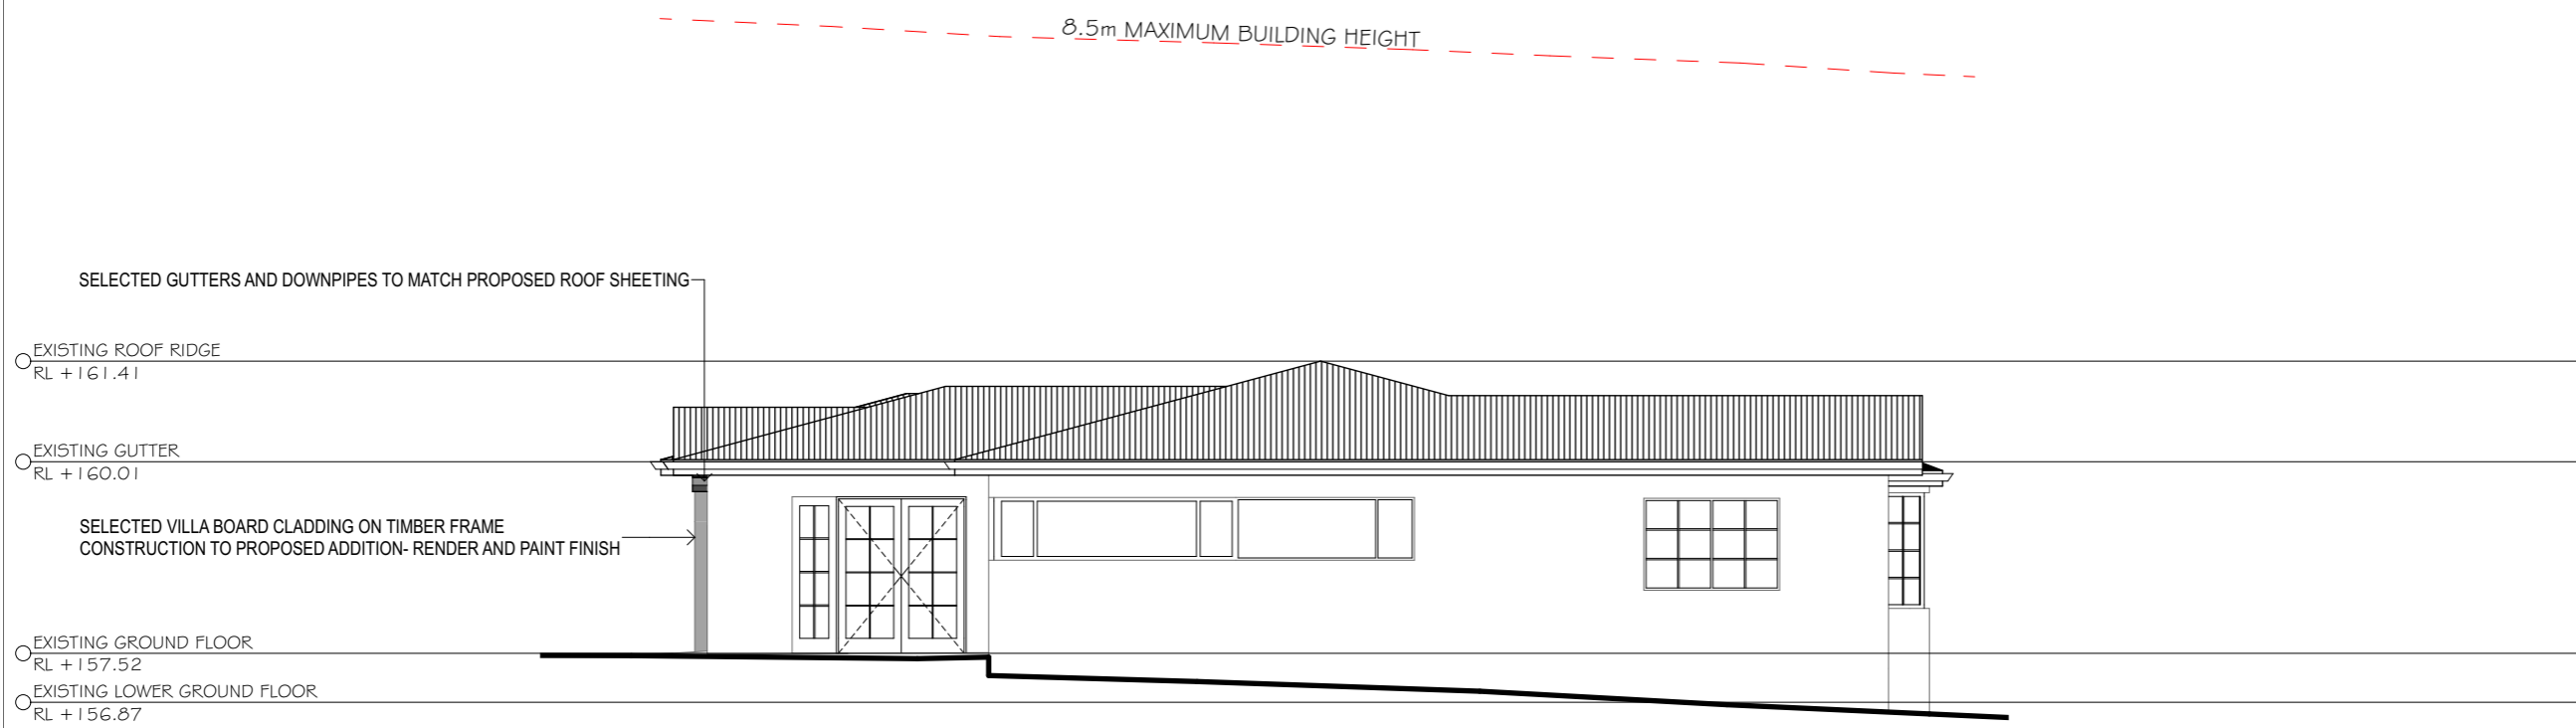 8.5m MAXIMUM BUILDING HEIGHT
SELECTED GUTTERS AND DOWNPIPES TO MATCH PROPOSED ROOF SHEETING
EXISTING ROOF RIDGE
RL +161.41
EXISTING GUTTER
RL +160.01
SELECTED VILLA BOARD CLADDING ON TIMBER FRAME
CONSTRUCTION TO PROPOSED ADDITION- RENDER AND PAINT FINISH
EXISTING GROUND FLOOR
RL +157.52
EXISTING LOWER GROUND FLOOR
RL +156.87